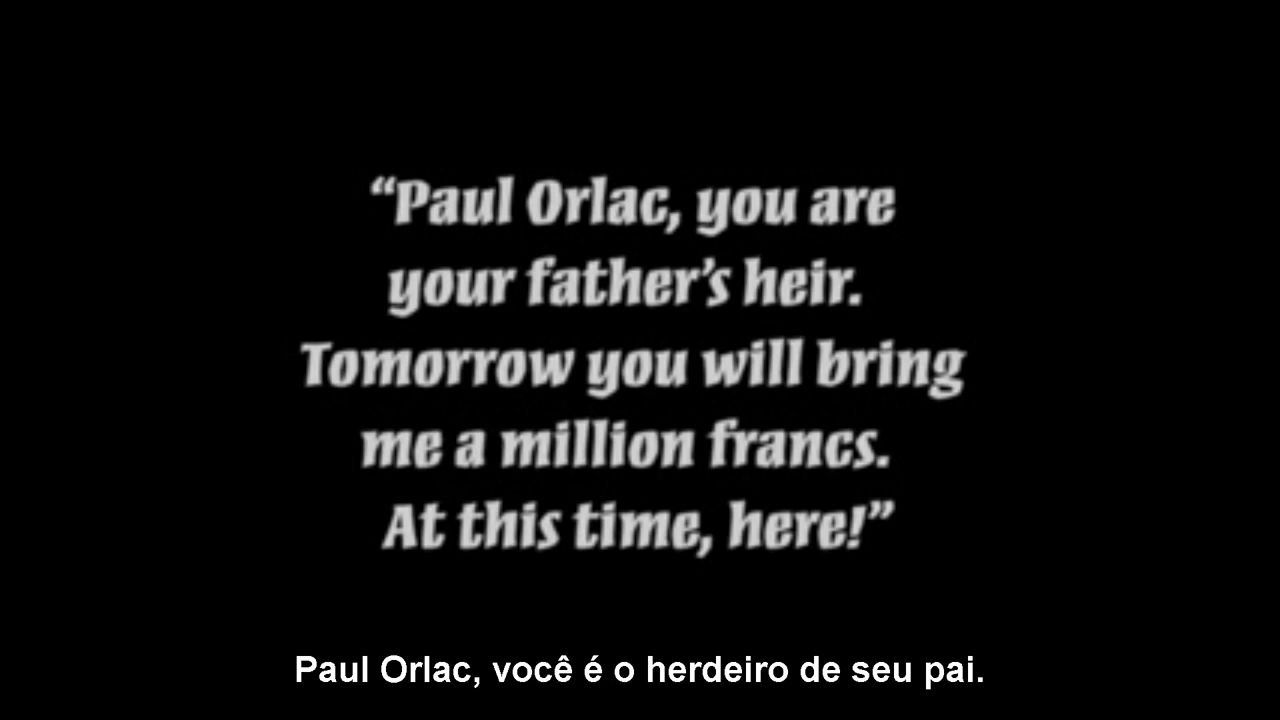 “Paul Orlac, you are
your father’s heir.
Tomorrow you will bring
me a million francs.
At this time, here!”
Paul Orlac, você é o herdeiro de seu pai.